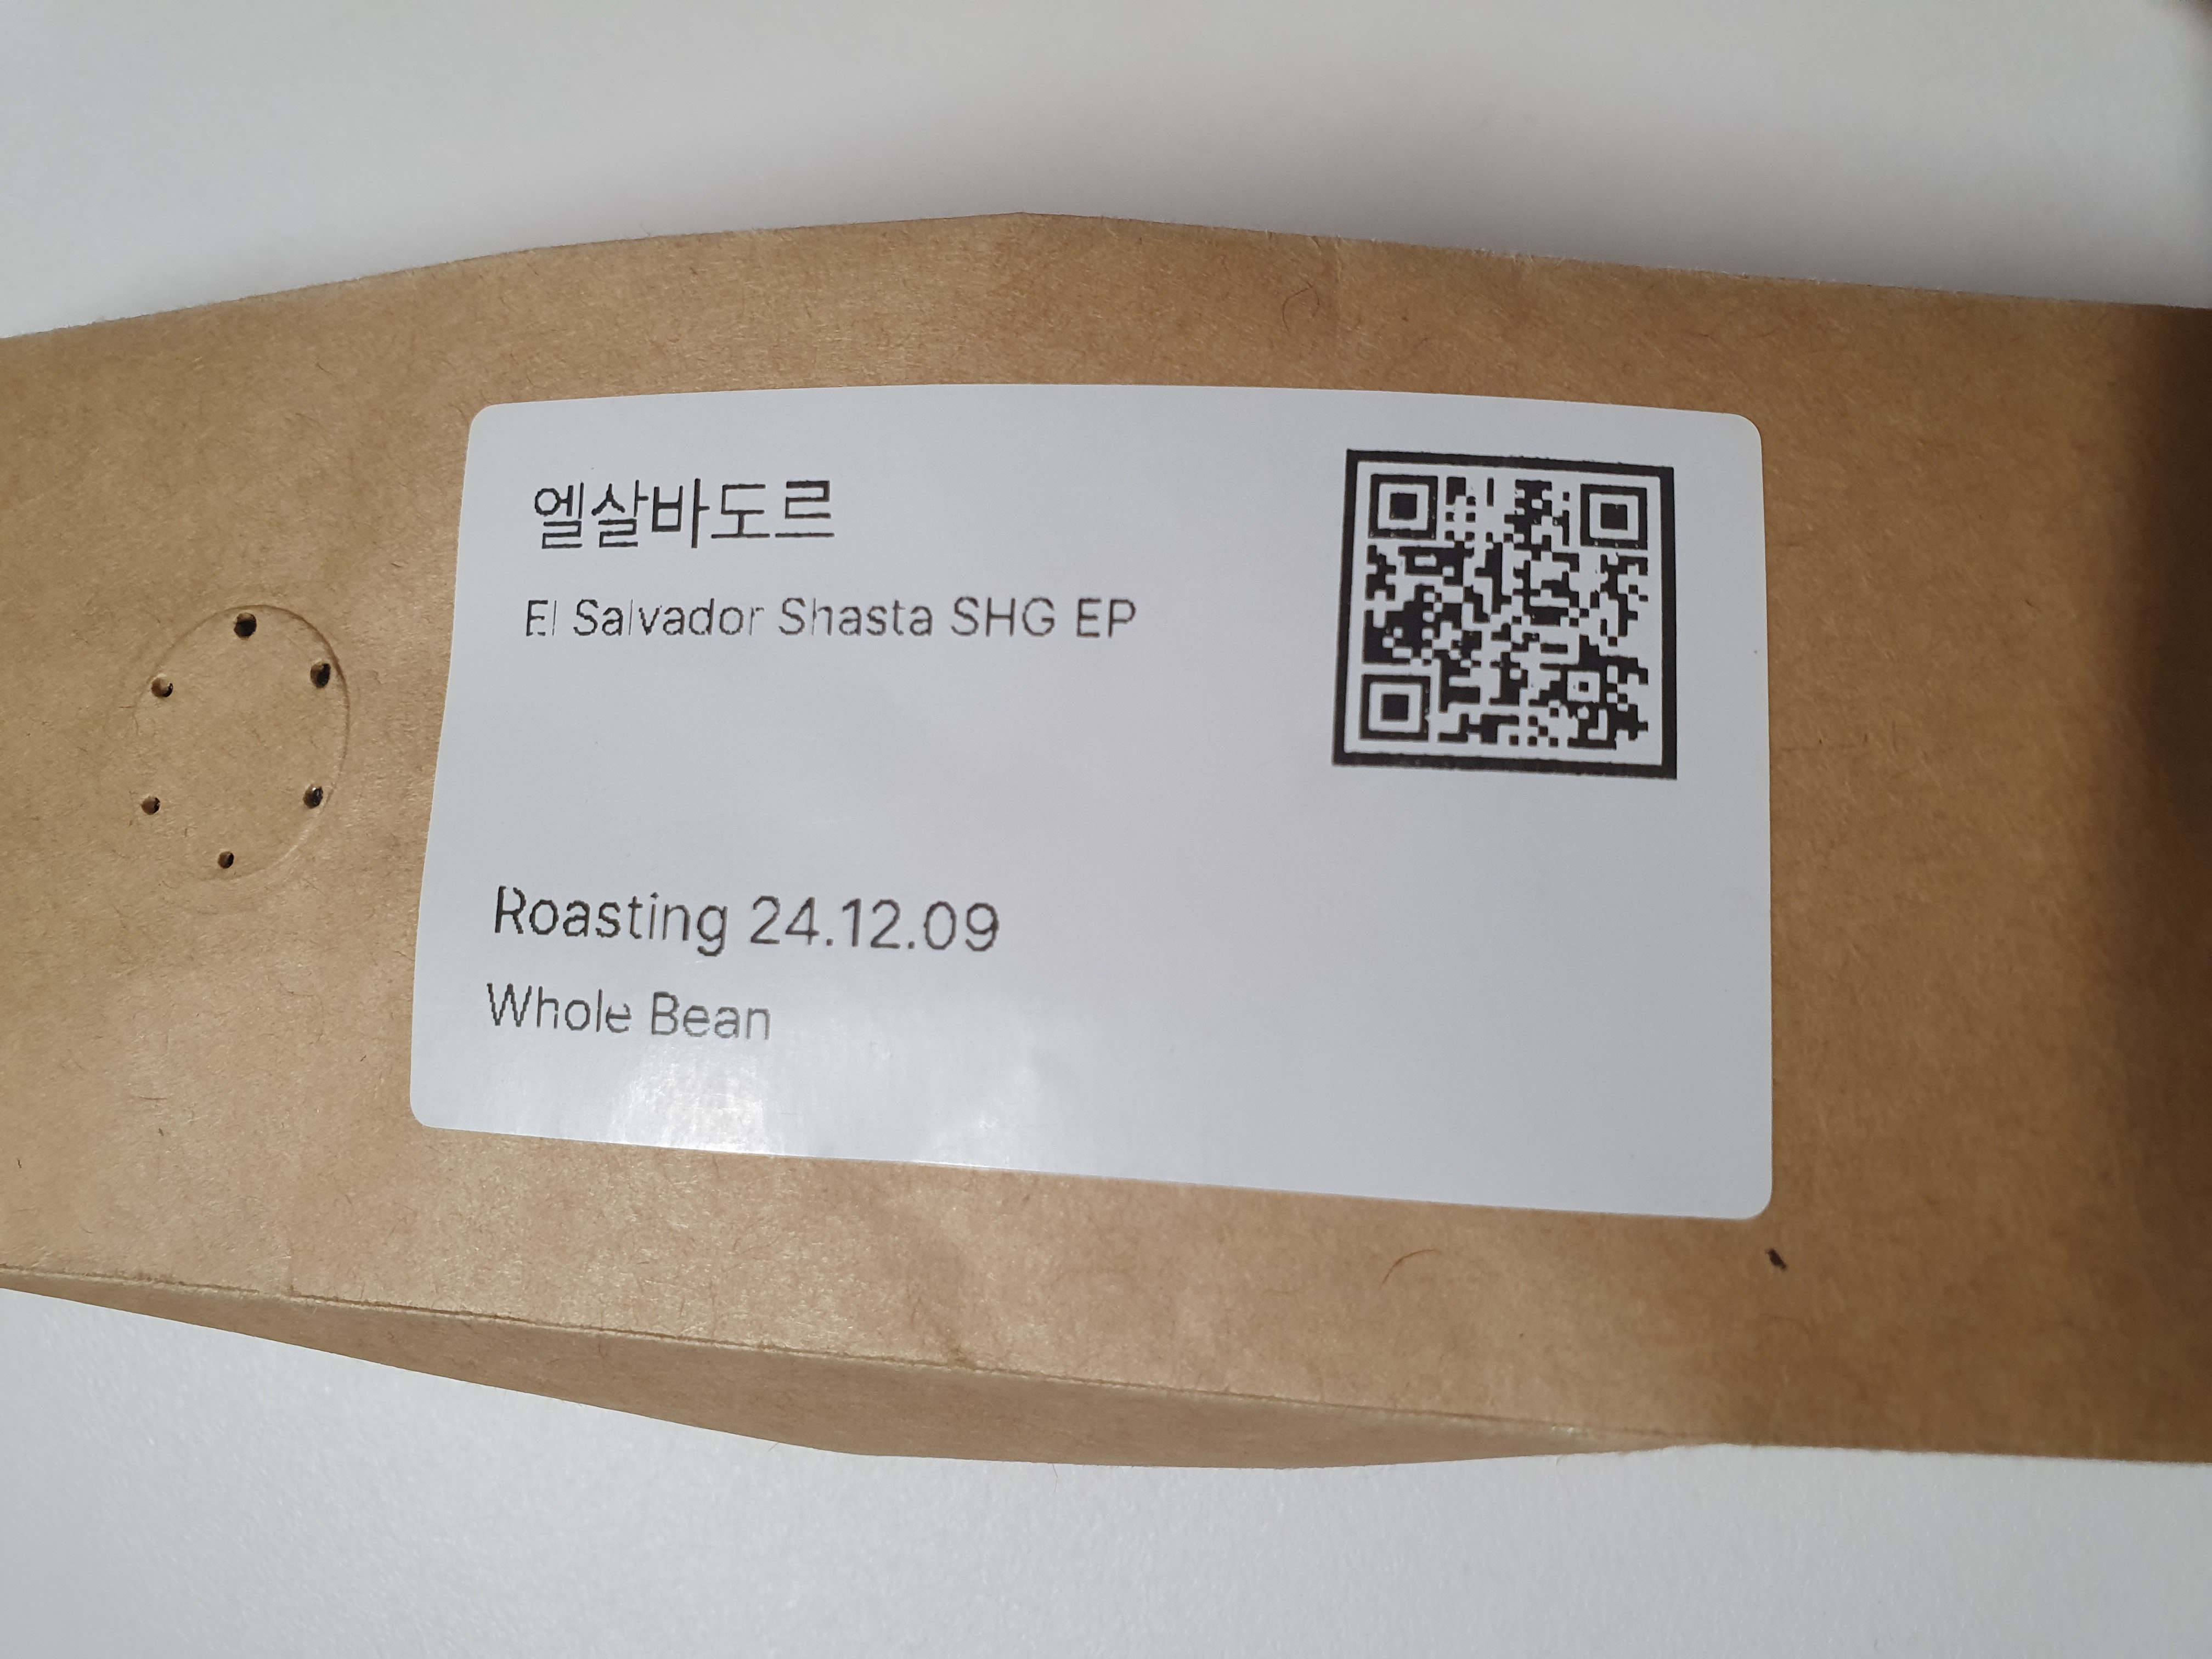 엘살바도르
El Salvador Shasta SHG EP
Roasting 24.12.09
Whole Bean